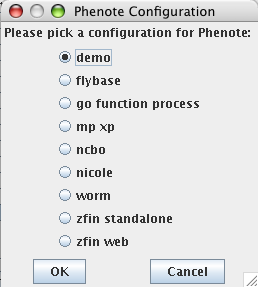 Phenote Configuration
Please pick a configuration for Phenote:
demo
flybase
go function process
mp xp
ncbo
nicole
worm
zfin standalone
zfin web
OK Cancel